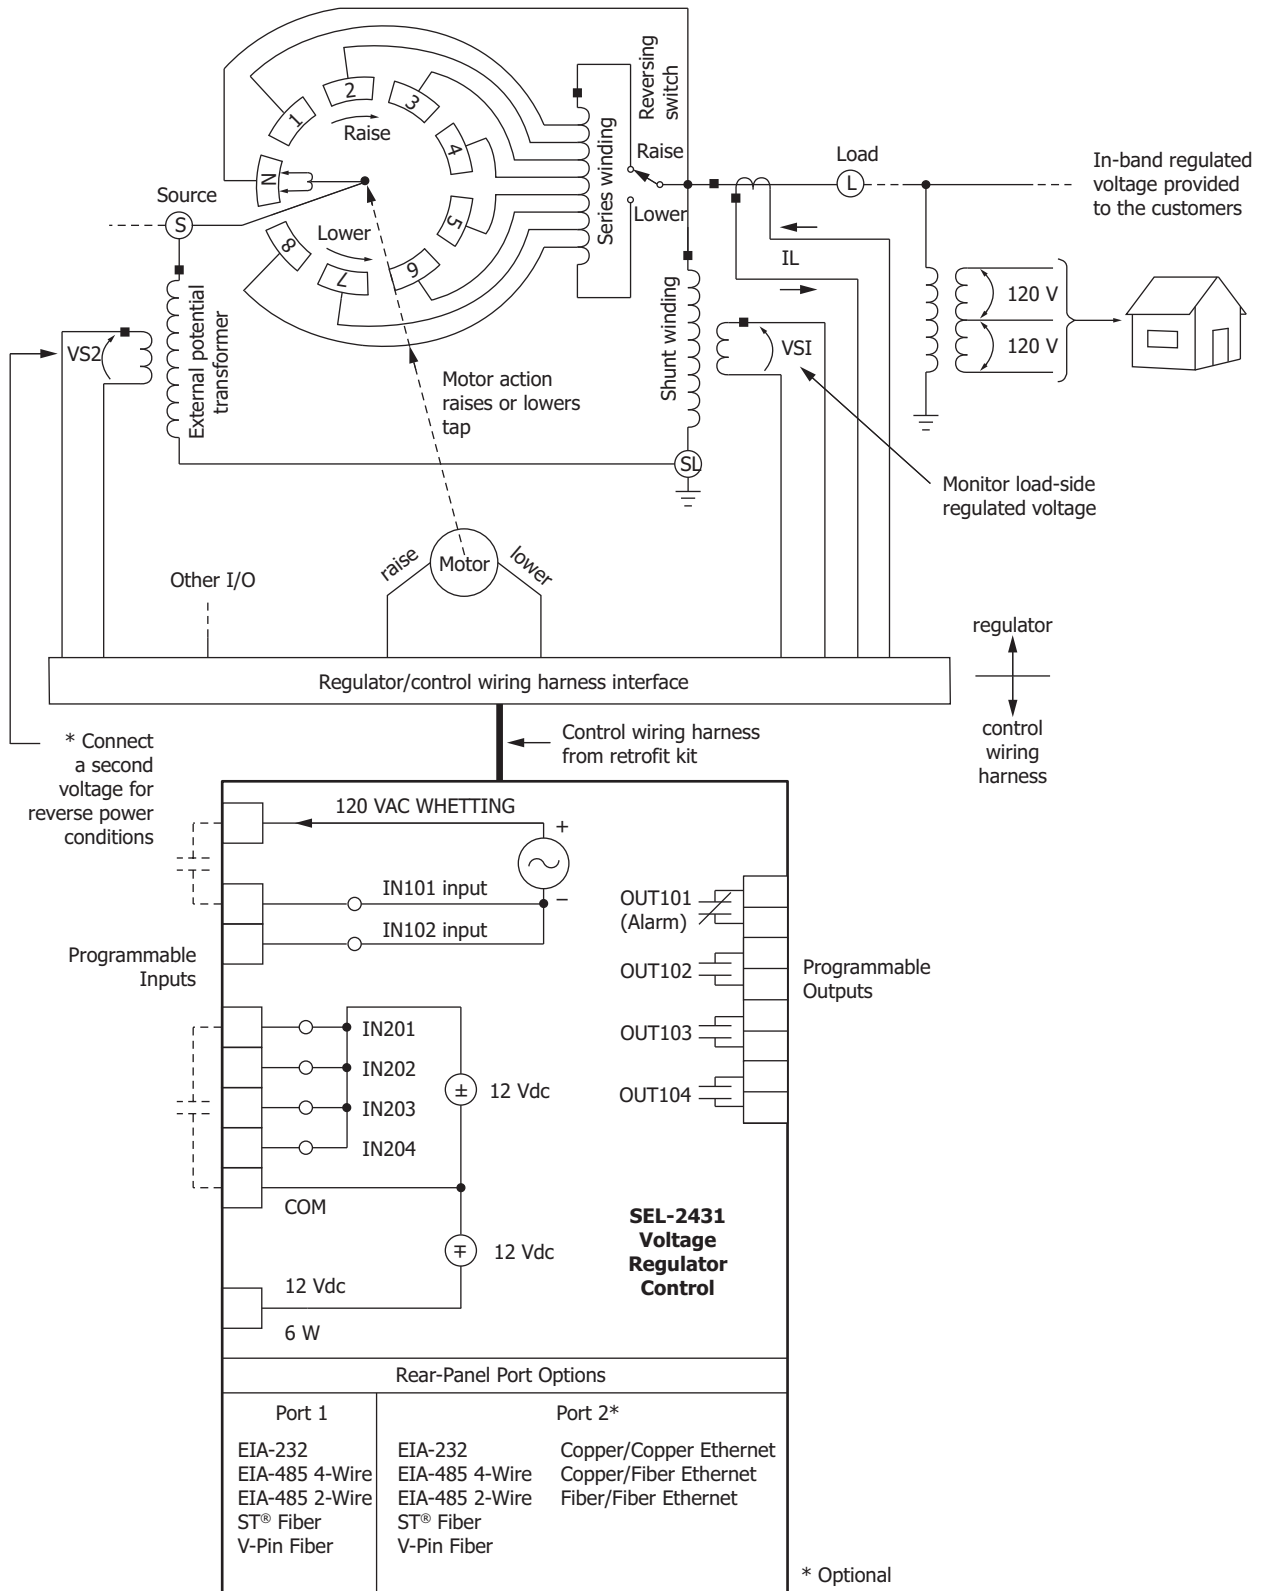 1
2
3
4
5
6
7
8
N
Raise
Lower
Source
S
Series winding
Reversing
switch
Raise
Lower
Load
L
In-band regulated
voltage provided
to the customers
IL
120 V
120 V
VS2
External potential
transformer
Motor action
raises or lowers
tap
Shunt winding
VSI
SL
Monitor load-side
regulated voltage
raise
Motor
lower
Other I/O
regulator
control
wiring
harness
Regulator/control wiring harness interface
* Connect
a second
voltage for
reverse power
conditions
Control wiring harness
from retrofit kit
120 VAC WHETTING
+
−
IN101 input
IN102 input
Programmable
Inputs
OUT101
(Alarm)
OUT102
OUT103
OUT104
Programmable
Outputs
IN201
IN202
IN203
IN204
±
12 Vdc
COM
∓
12 Vdc
12 Vdc
6 W
SEL-2431
Voltage
Regulator
Control
Rear-Panel Port Options
Port 1
EIA-232
EIA-485 4-Wire
EIA-485 2-Wire
ST® Fiber
V-Pin Fiber
Port 2*
EIA-232
EIA-485 4-Wire
EIA-485 2-Wire
ST® Fiber
V-Pin Fiber
Copper/Copper Ethernet
Copper/Fiber Ethernet
Fiber/Fiber Ethernet
* Optional